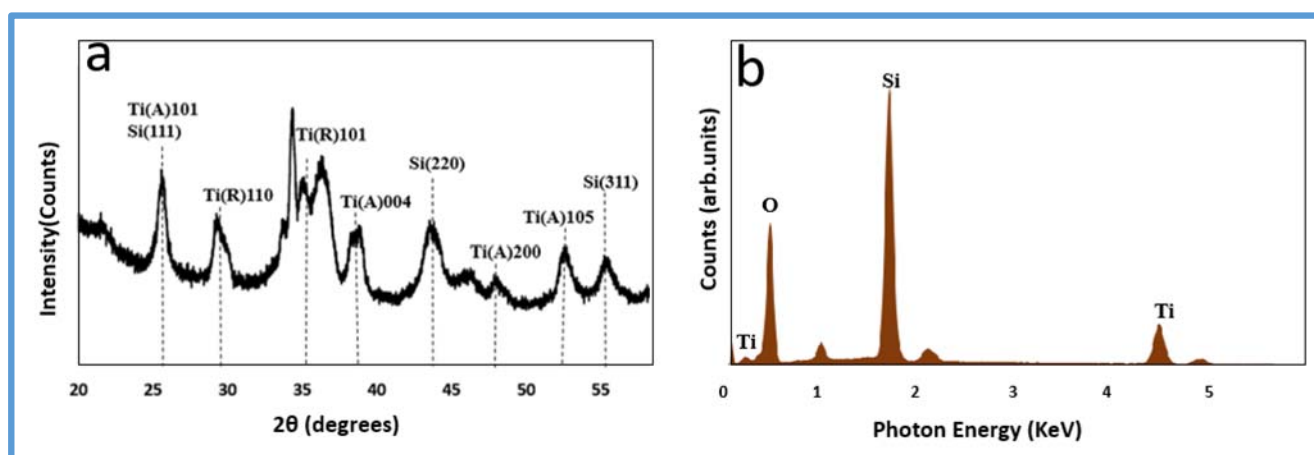 a
Intensity(Counts)
Ti(A)101
Si(111)
Ti(R)110
Ti(R)101
Ti(A)004
Si(220)
Ti(A)200
Ti(A)105
Si(311)
20 25 30 35 40 45 50 55
2θ (degrees)
b
Counts (arb.units)
Ti
O
Si
Ti
0 1 2 3 4 5
Photon Energy (KeV)